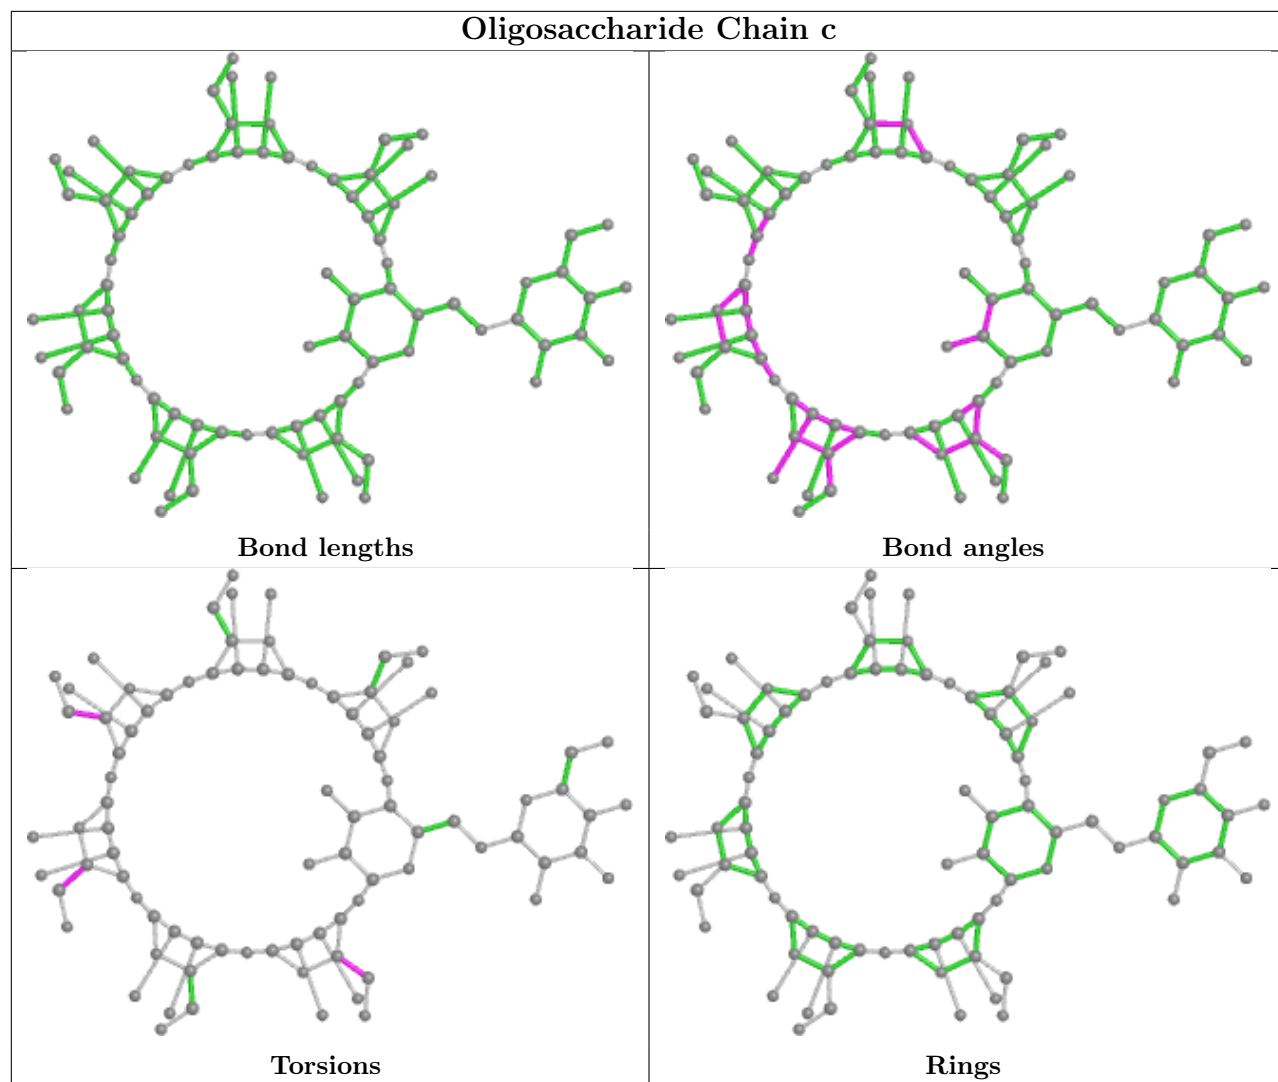 Oligosaccharide Chain c
Bond lengths
Bond angles
Torsions
Rings